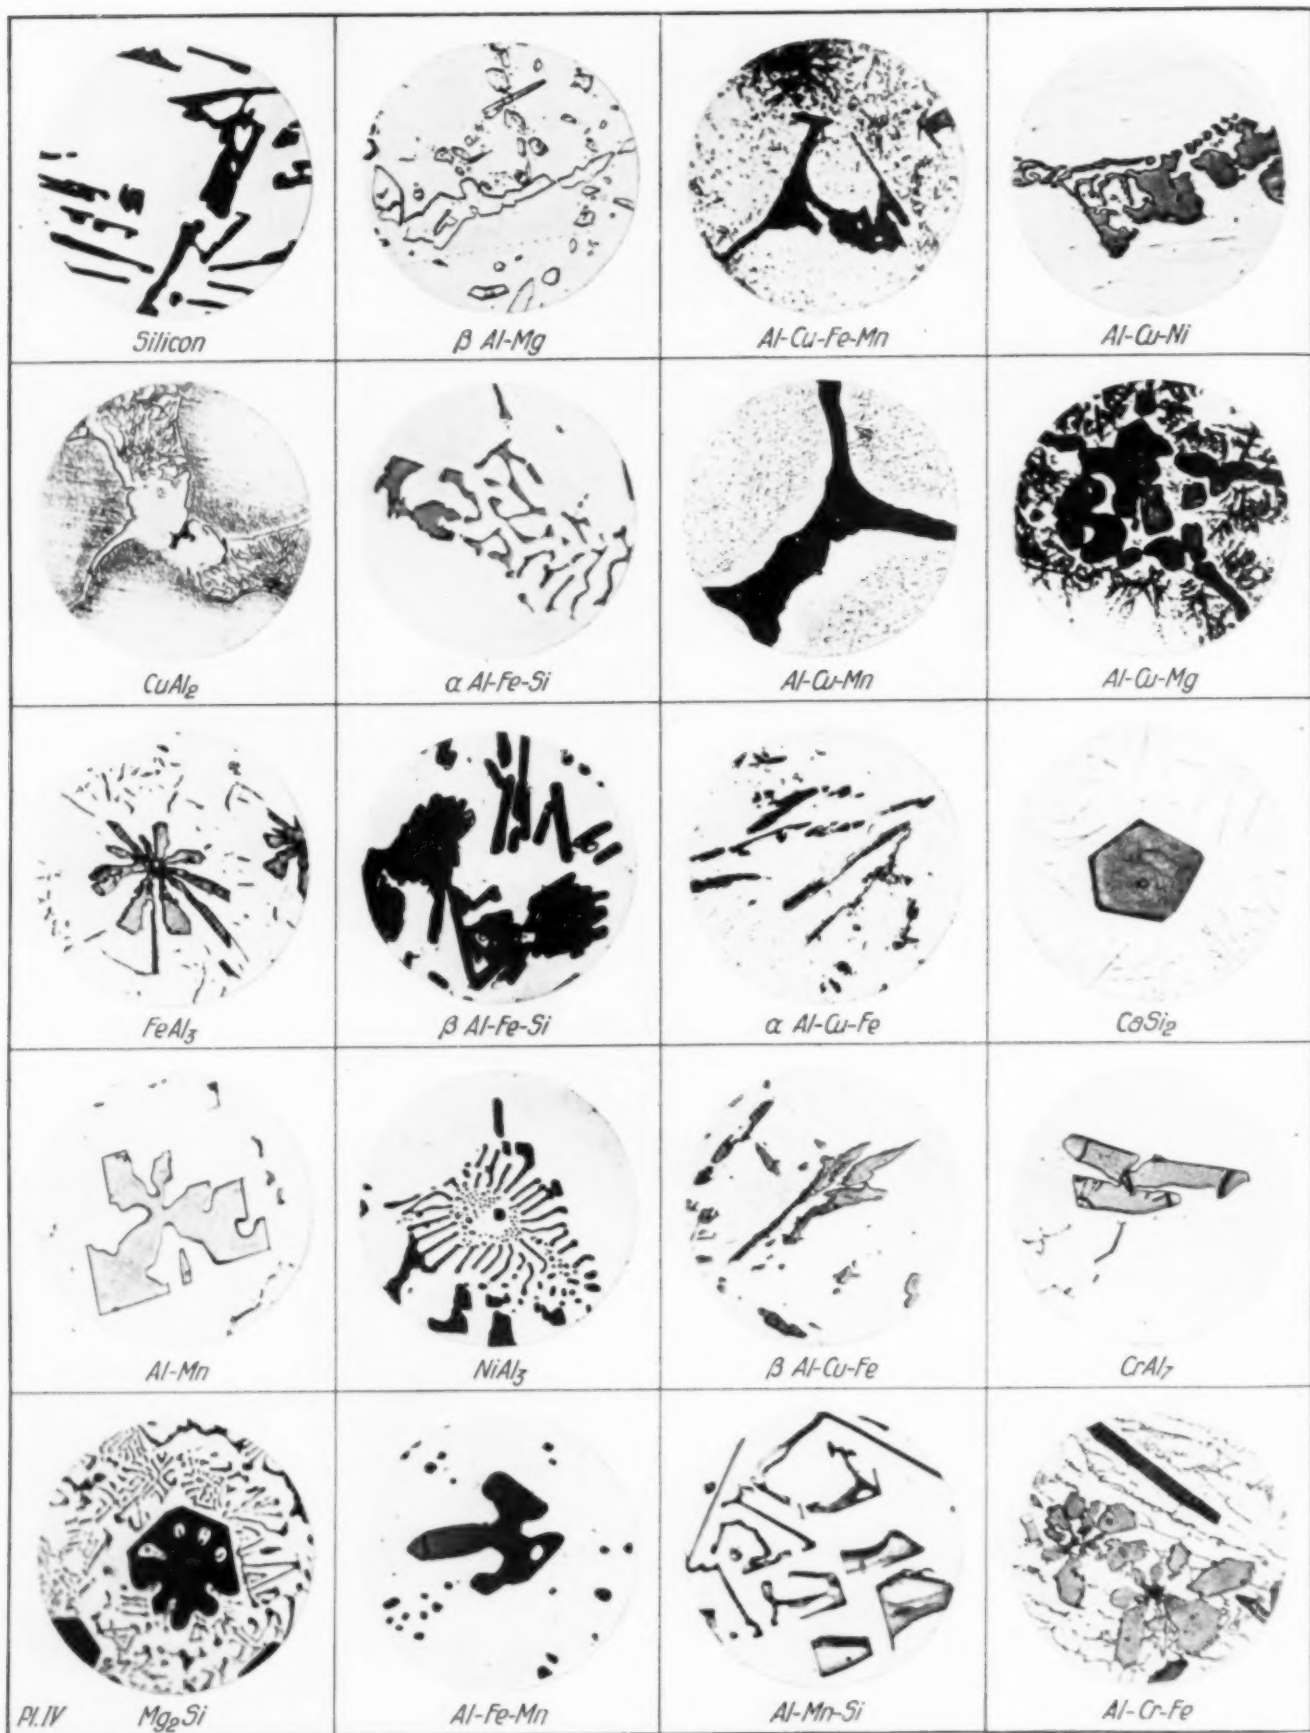 Silicon
β Al-Mg
Al-Cu-Fe-Mn
Al-Cu-Ni
CuAl₂
α Al-Fe-Si
Al-Cu-Mn
Al-Cu-Mg
FeAl₃
β Al-Fe-Si
α Al-Cu-Fe
CaSi₂
Al-Mn
NiAl₃
β Al-Cu-Fe
CrAl₇
Pl. IV
Mg₂Si
Al-Fe-Mn
Al-Mn-Si
Al-Cr-Fe